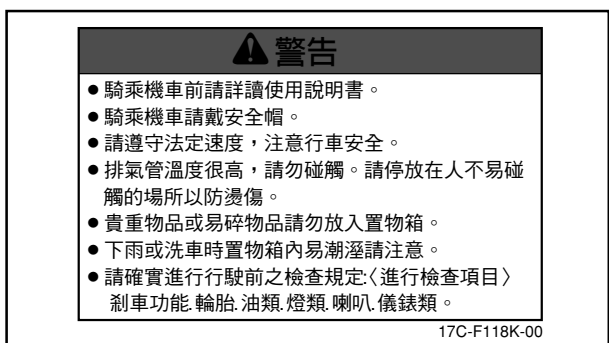 警告
●騎乘機車前請詳讀使用說明書。
●騎乘機車請戴安全帽。
●請遵守法定速度，注意行車安全。
●排氣管溫度很高，請勿碰觸。請停放在人不易碰
觸的場所以防燙傷。
●貴重物品或易碎物品請勿放入置物箱。
●下雨或洗車時置物箱內易潮溼請注意。
●請確實進行行駛前之檢查規定:〈進行檢查項目〉
剎車功能.輪胎.油類.燈類.喇叭.儀錶類。
17C-F118K-00